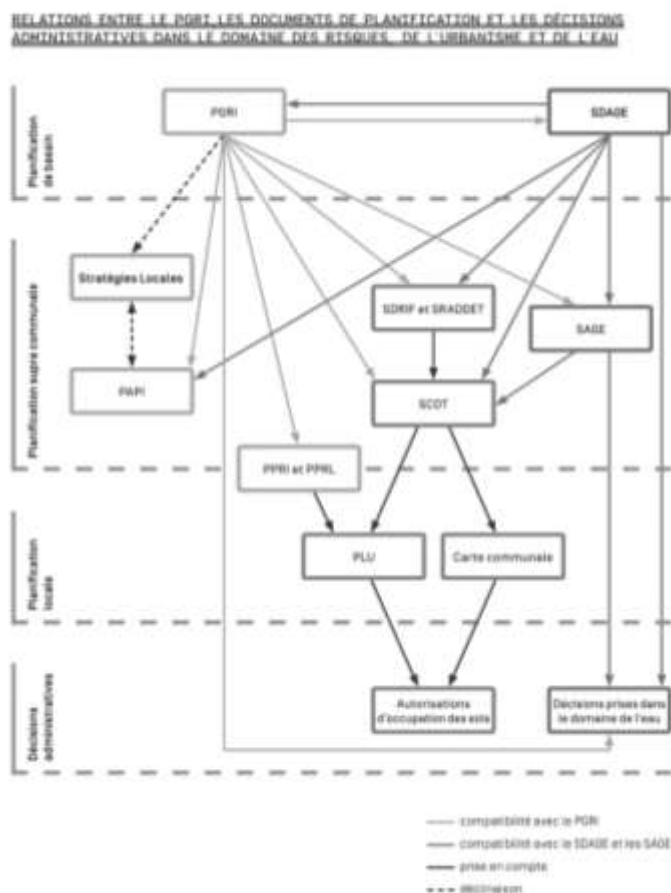 RELATIONS ENTRE LE PGRI, LES DOCUMENTS DE PLANIFICATION ET LES DÉCISIONS
ADMINISTRATIVES DANS LE DOMAINE DES RISQUES, DE L'URBANISME ET DE L'EAU
Planification
de bassin
PGRI
SDAGE
Planification supra communale
Stratégies Locales
SDRIF et SRADDET
SAGE
PAPI
SCOT
PPRI et PPRL
Planification
locale
PLU
Carte communale
Décisions
administratives
Autorisations
d'occupation des sols
Décisions prises dans
le domaine de l'eau
compatibilité avec le PGRI
compatibilité avec le SDAGE et les SAGE
prise en compte
déclinaison